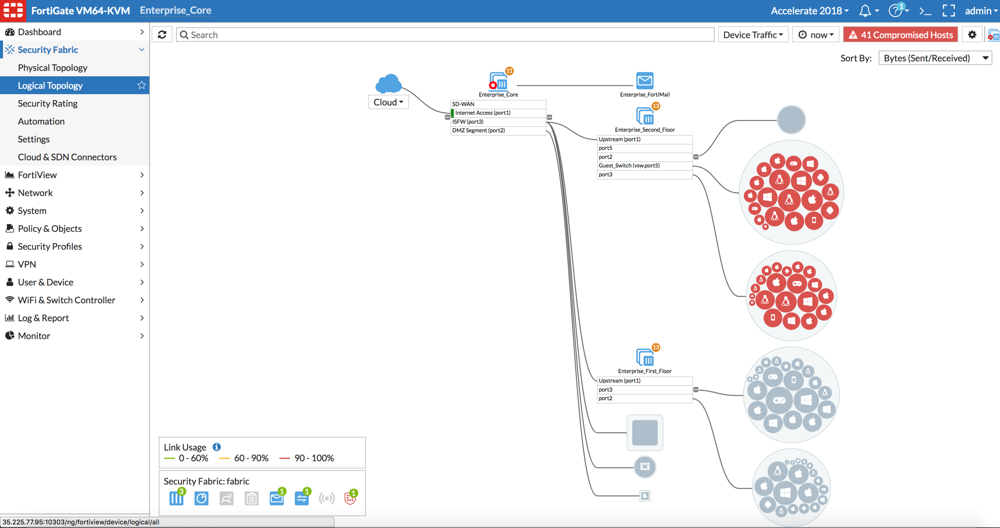 FortiGate VM64-KVM Enterprise_Core Accelerate 2018 1 admin
Dashboard
Security Fabric
Physical Topology
Logical Topology
Security Rating
Automation
Settings
Cloud & SDN Connectors
FortiView
Network
System
Policy & Objects
Security Profiles
VPN
User & Device
WiFi & Switch Controller
Log & Report
Monitor
Search Device Traffic now 41 Compromised Hosts
Sort By: Bytes (Sent/Received)
Cloud
11
Enterprise_Core
SD-WAN
Internet Access (port1)
ISFW (port3)
DMZ Segment (port2)
Enterprise_FortiMail
13
Enterprise_Second_Floor
Upstream (port1)
port5
port2
Guest_Switch (vsw.port5)
port3
13
Enterprise_First_Floor
Upstream (port1)
port3
port2
Link Usage
0 - 60% 60 - 90% 90 - 100%
Security Fabric: fabric
3 1 1 1
35.225.77.95:10303/ng/fortiview/device/logical/all